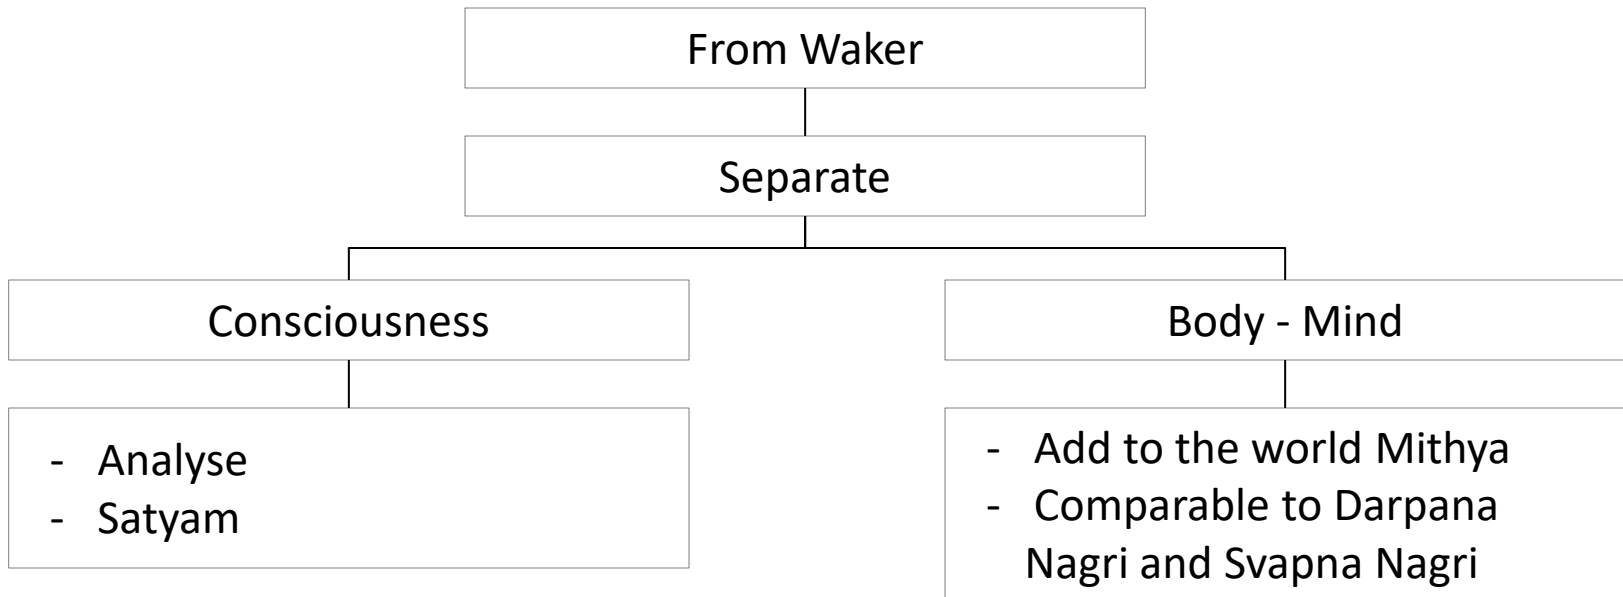 From Waker
Separate
Consciousness
Body - Mind
- Analyse
- Satyam
- Add to the world Mithya
- Comparable to Darpana
Nagri and Svapna Nagri